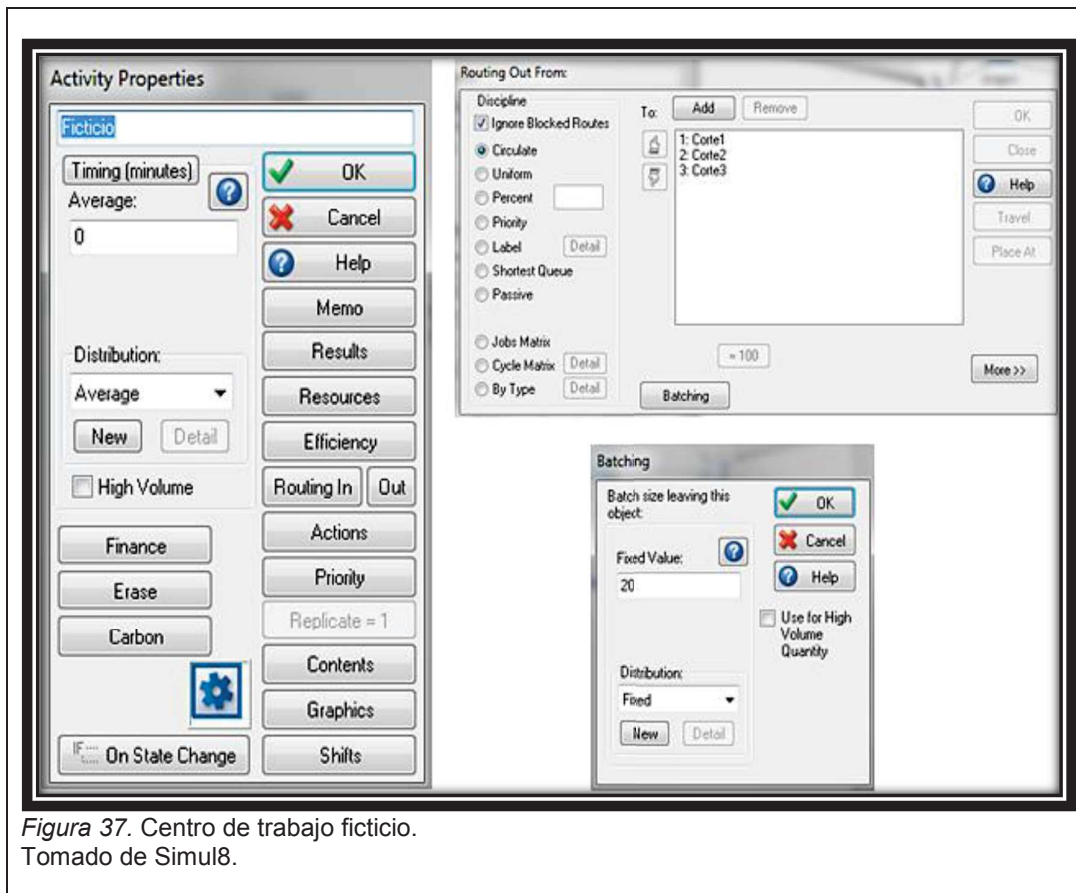 Activity Properties
Ficticio
Timing (minutes)
Average:
0
Distribution:
Average
New Detail
High Volume
Finance
Erase
Carbon
IF:.... On State Change
OK
Cancel
Help
Memo
Results
Resources
Efficiency
Routing In Out
Actions
Priority
Replicate = 1
Contents
Graphics
Shifts
Routing Out From:
Discipline
Ignore Blocked Routes
Circulate
Uniform
Percent
Priority
Label Detail
Shortest Queue
Passive
Jobs Matrix
Cycle Matrix Detail
By Type Detail
To: Add Remove
1: Corte1
2: Corte2
3: Corte3
= 100
Batching
OK
Close
Help
Travel
Place At
More >>
Batching
Batch size leaving this
object:
Fixed Value:
20
Distribution:
Fixed
New Detail
OK
Cancel
Help
Use for High
Volume
Quantity
Figura 37. Centro de trabajo ficticio.
Tomado de Simul8.